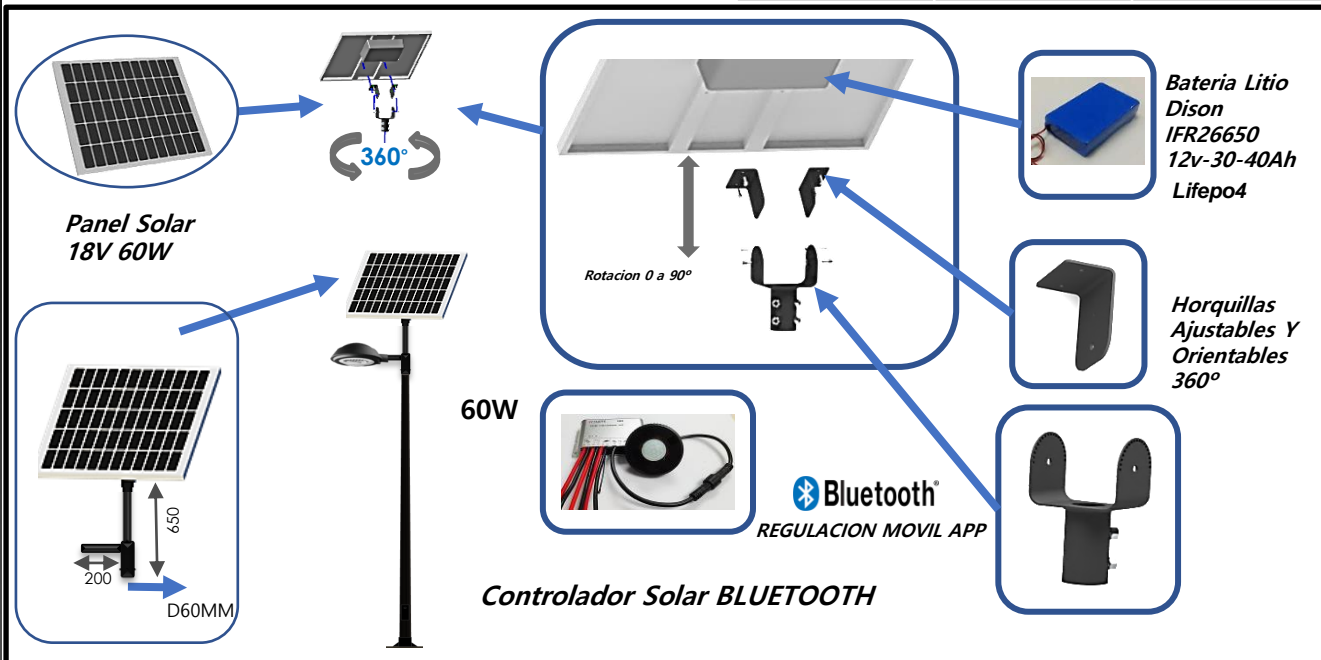 360°
Panel Solar
18V 60W
Rotacion 0 a 90º
Bateria Litio
Dison
IFR26650
12v-30-40Ah
Lifepo4
Horquillas
Ajustables Y
Orientables
360º
650
200
D60MM
60W
Bluetooth®
REGULACION MOVIL APP
Controlador Solar BLUETOOTH